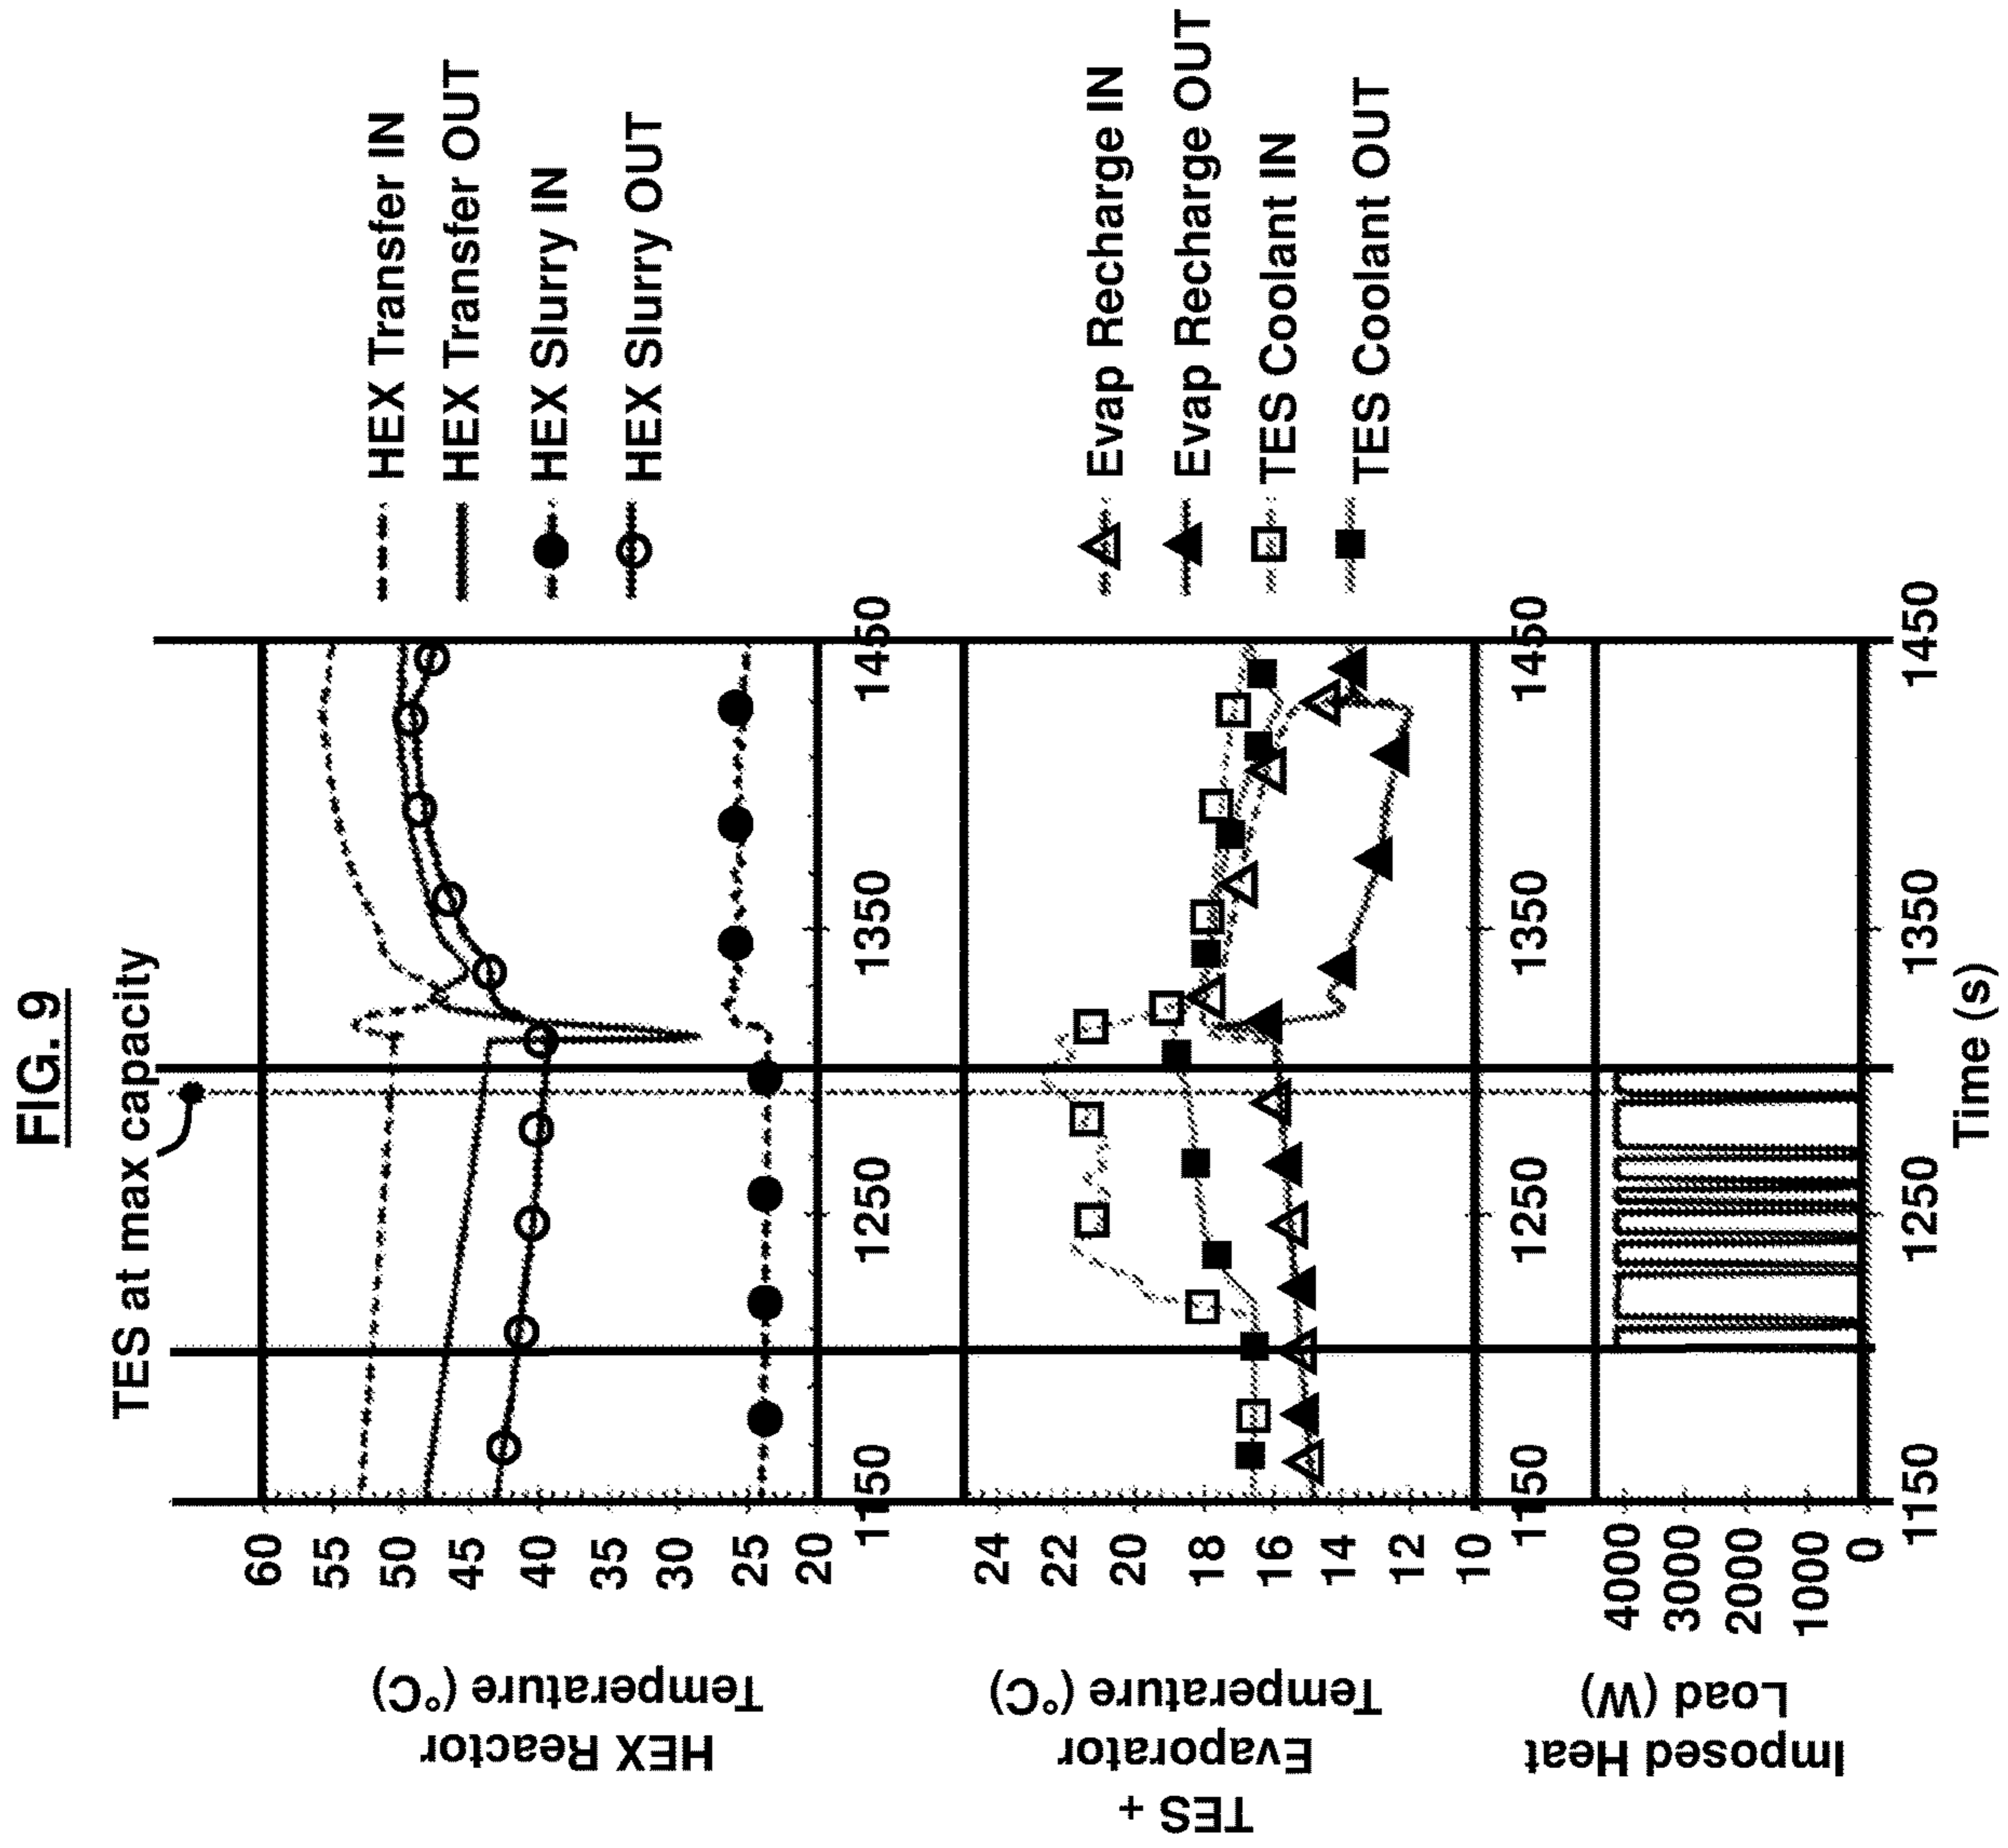 FIG. 9
TES at max capacity
HEX Reactor
Temperature (°C)
60
55
50
45
40
35
30
25
20
1150
1250
1350
1450
HEX Transfer IN
HEX Transfer OUT
HEX Slurry IN
HEX Slurry OUT
TES +
Evaporator
Temperature (°C)
24
22
20
18
16
14
12
10
1150
1250
1350
1450
Evap Recharge IN
Evap Recharge OUT
TES Coolant IN
TES Coolant OUT
Imposed Heat
Load (W)
4000
3000
2000
1000
0
1150
1250
1350
1450
Time (s)